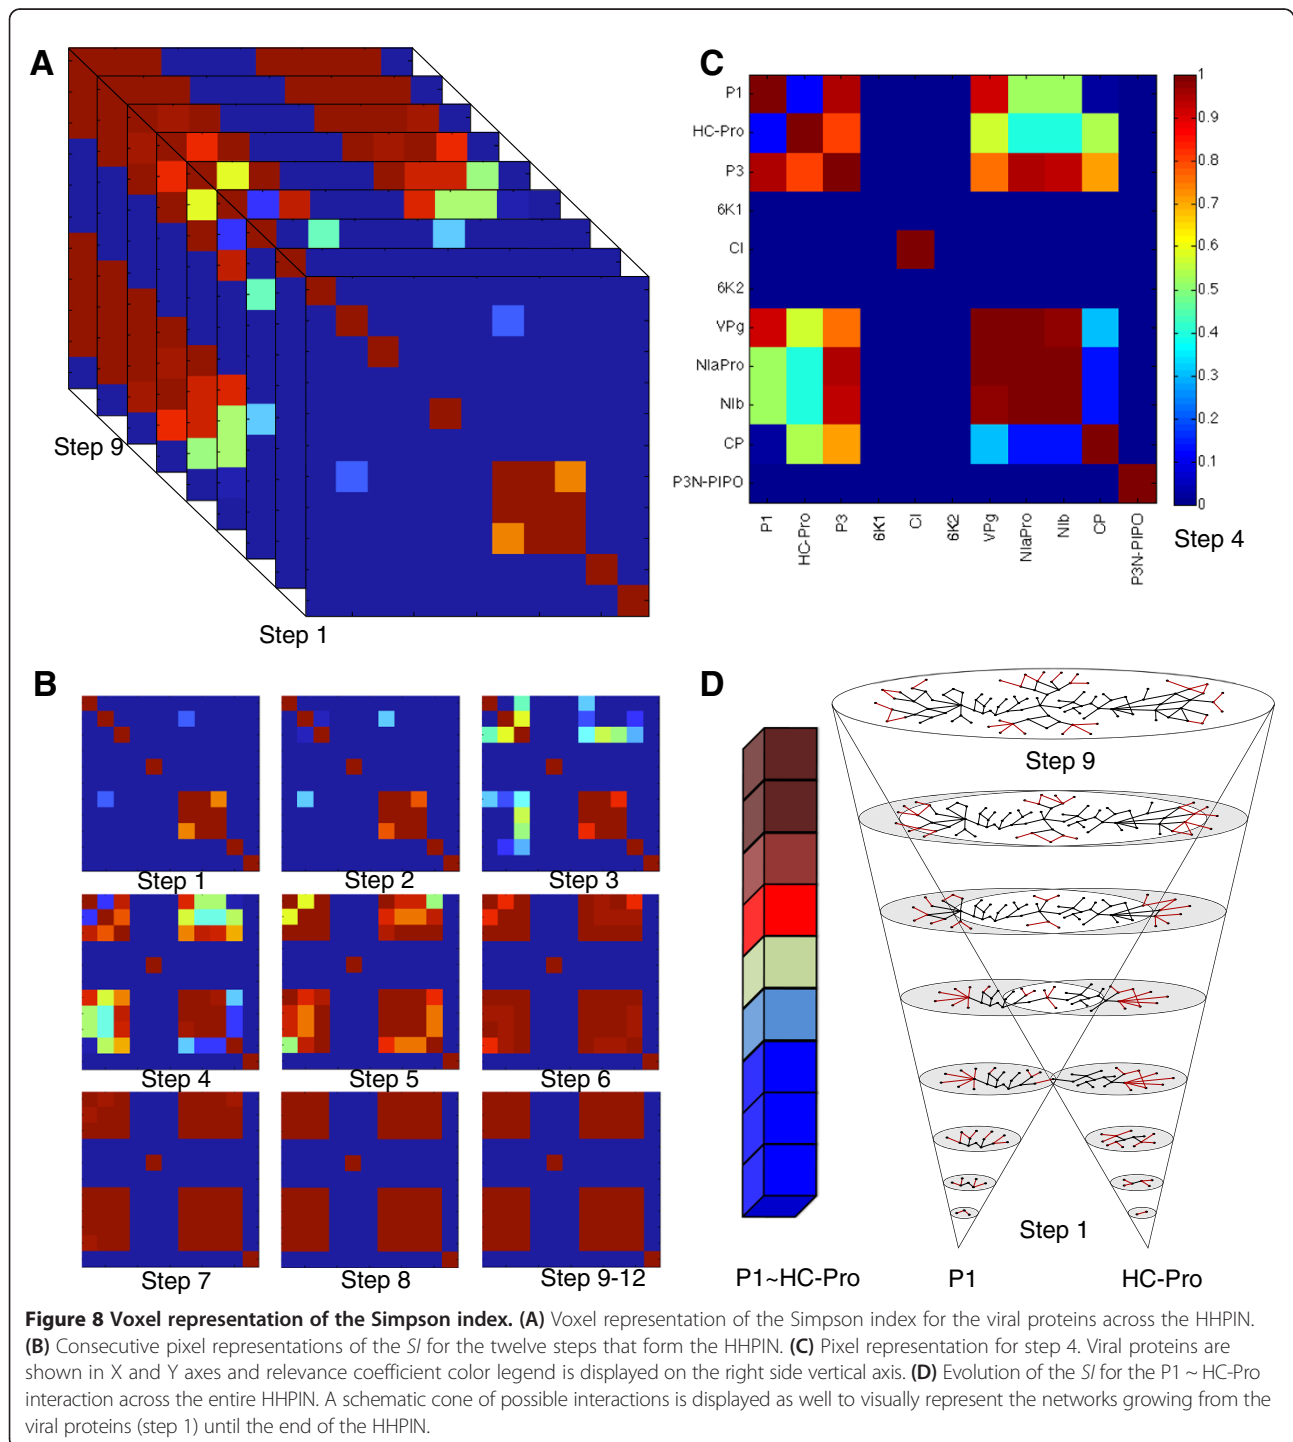 A
Step 9
Step 1
C
P1
HC-Pro
P3
6K1
CI
6K2
VPg
NIaPro
NIb
CP
P3N-PIPO
P1
HC-Pro
P3
6K1
CI
6K2
VPg
NIaPro
NIb
CP
P3N-PIPO
1
0.9
0.8
0.7
0.6
0.5
0.4
0.3
0.2
0.1
0
Step 4
B
Step 1
Step 2
Step 3
Step 4
Step 5
Step 6
Step 7
Step 8
Step 9-12
D
Step 9
Step 1
P1~HC-Pro
P1
HC-Pro
Figure 8 Voxel representation of the Simpson index. (A) Voxel representation of the Simpson index for the viral proteins across the HHPIN.
(B) Consecutive pixel representations of the SI for the twelve steps that form the HHPIN. (C) Pixel representation for step 4. Viral proteins are
shown in X and Y axes and relevance coefficient color legend is displayed on the right side vertical axis. (D) Evolution of the SI for the P1 ~ HC-Pro
interaction across the entire HHPIN. A schematic cone of possible interactions is displayed as well to visually represent the networks growing from the
viral proteins (step 1) until the end of the HHPIN.